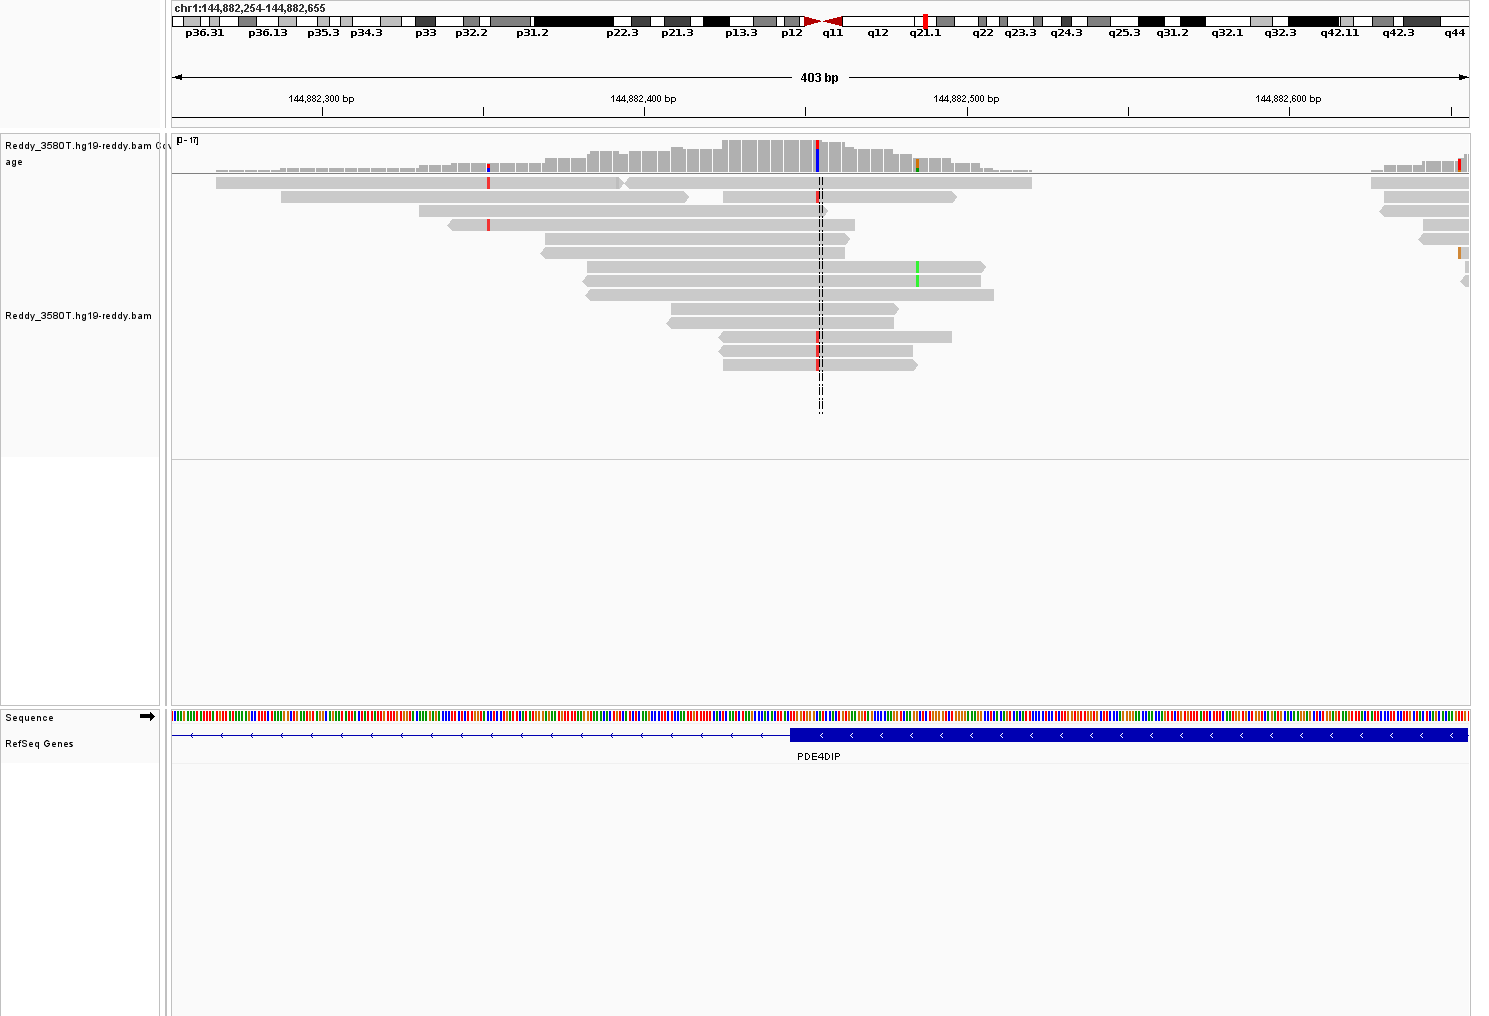 chr1:144,882,254-144,882,655
p36.31 p36.13 p35.3 p34.3 p33 p32.2 p31.2 p22.3 p21.3 p13.3 p12 q11 q12 q21.1 q22 q23.3 q24.3 q25.3 q31.2 q32.1 q32.3 q42.11 q42.3 q44
403 bp
144,882,300 bp 144,882,400 bp 144,882,500 bp 144,882,600 bp
Reddy_3580T.hg19-reddy.bam Cov
age
[0 - 17]
Reddy_3580T.hg19-reddy.bam
Sequence
RefSeq Genes
PDE4DIP